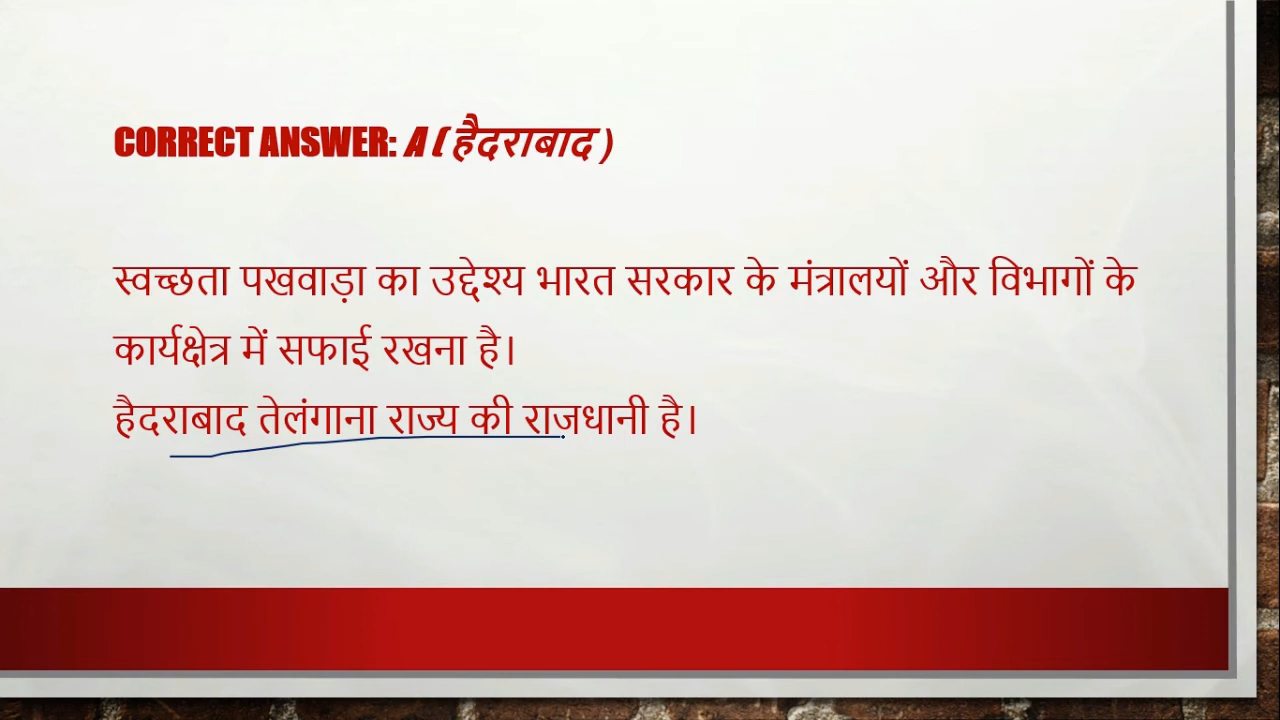 CORRECT ANSWER: A ( हैदराबाद )
स्वच्छता पखवाड़ा का उद्देश्य भारत सरकार के मंत्रालयों और विभागों के
कार्यक्षेत्र में सफाई रखना है।
हैदराबाद तेलंगाना राज्य की राजधानी है।